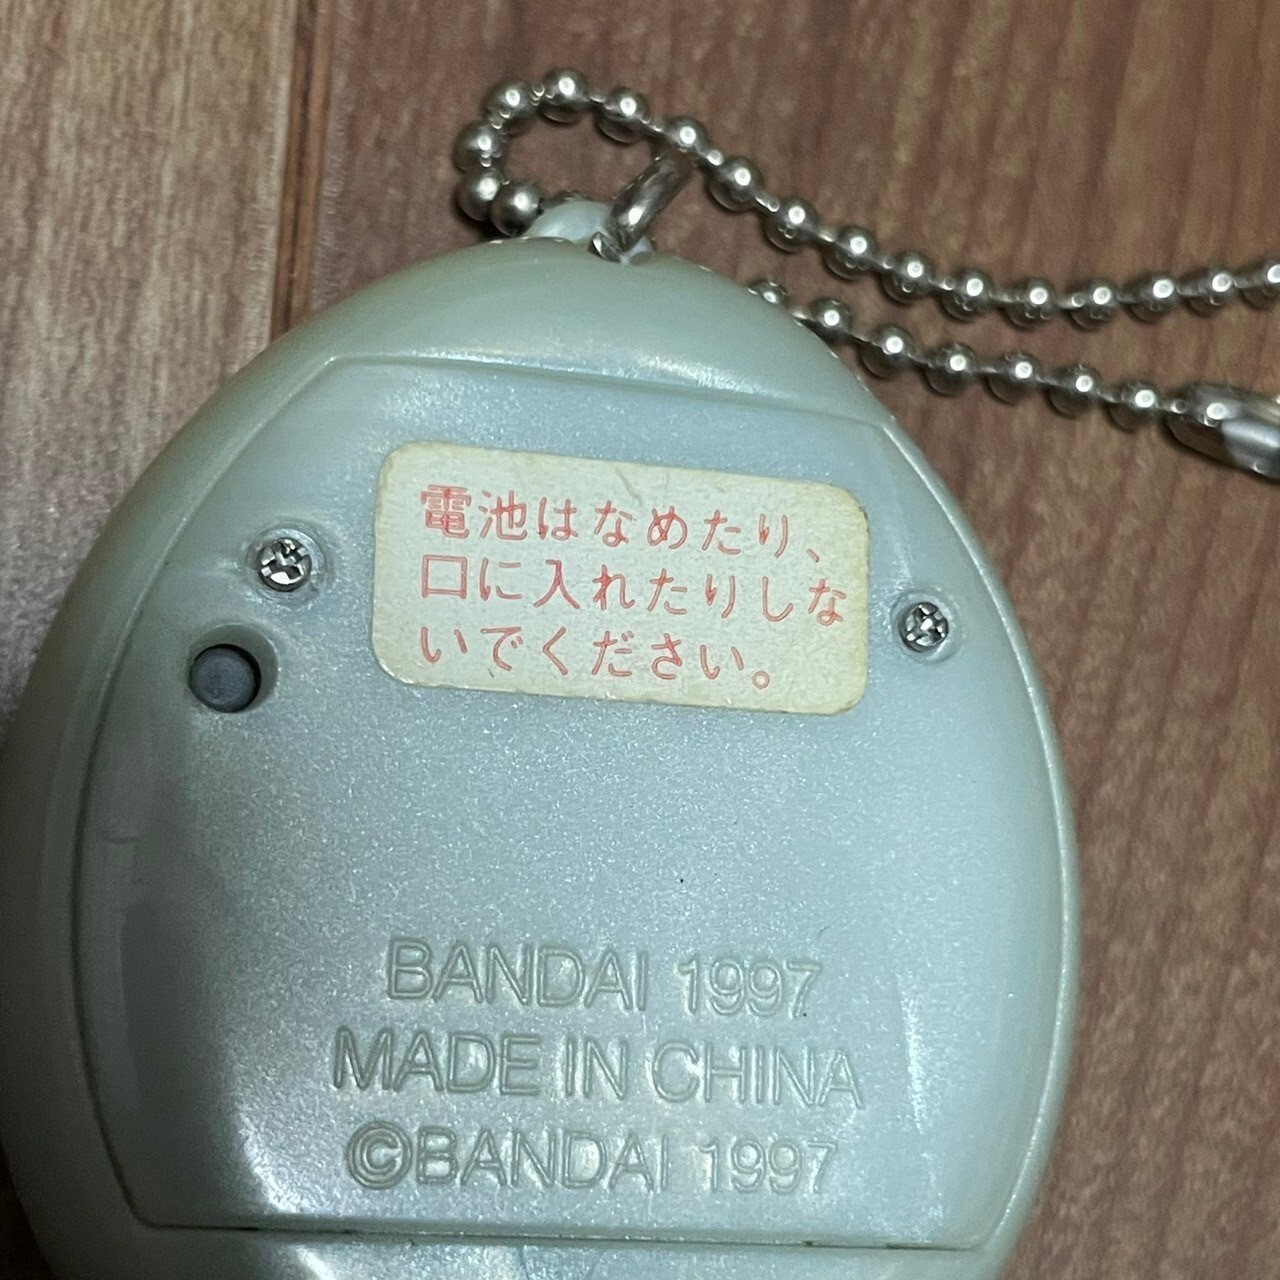 電池はなめたり、
口に入れたりしな
いでください。
BANDAI 1997
MADE IN CHINA
©BANDAI 1997